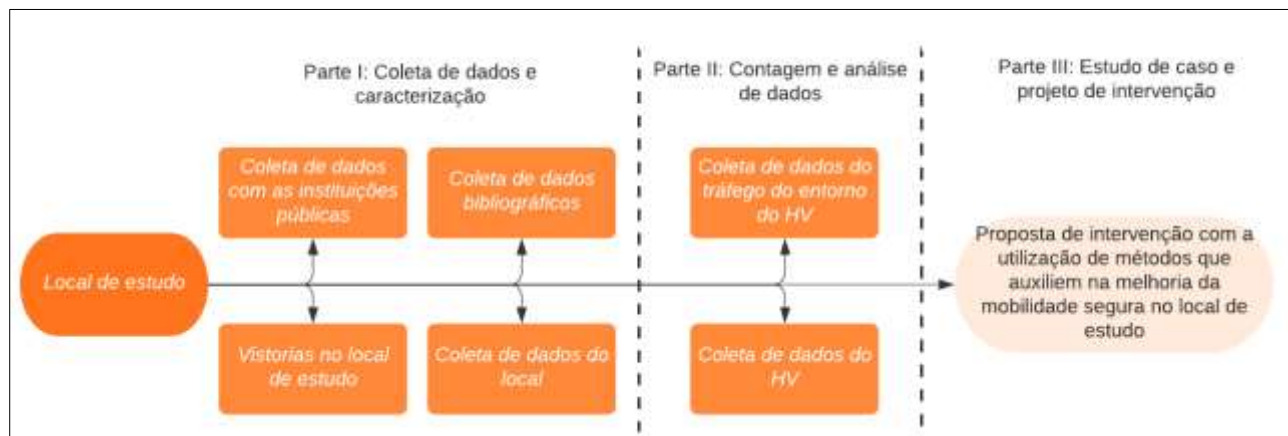 Parte I: Coleta de dados e
caracterização
Parte II: Contagem e análise
de dados
Parte III: Estudo de caso e
projeto de intervenção
Coleta de dados
com as instituições
públicas
Coleta de dados
bibliográficos
Coleta de dados do
tráfego do entorno
do HV
Local de estudo
Proposta de intervenção com a
utilização de métodos que
auxiliem na melhoria da
mobilidade segura no local de
estudo
Vistorias no local
de estudo
Coleta de dados do
local
Coleta de dados do
HV